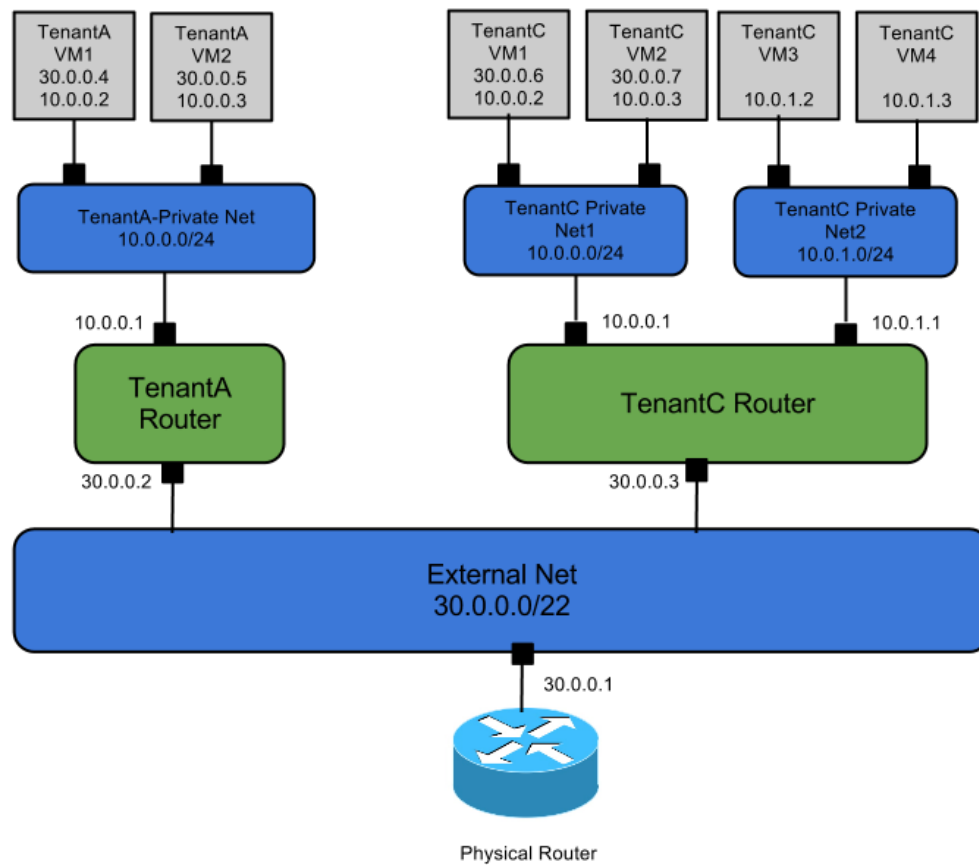 TenantA
VM1
30.0.0.4
10.0.0.2
TenantA
VM2
30.0.0.5
10.0.0.3
TenantC
VM1
30.0.0.6
10.0.0.2
TenantC
VM2
30.0.0.7
10.0.0.3
TenantC
VM3
10.0.1.2
TenantC
VM4
10.0.1.3
TenantA-Private Net
10.0.0.0/24
TenantC Private
Net1
10.0.0.0/24
TenantC Private
Net2
10.0.1.0/24
10.0.0.1
10.0.0.1
10.0.1.1
TenantA
Router
TenantC Router
30.0.0.2
30.0.0.3
External Net
30.0.0.0/22
30.0.0.1
Physical Router